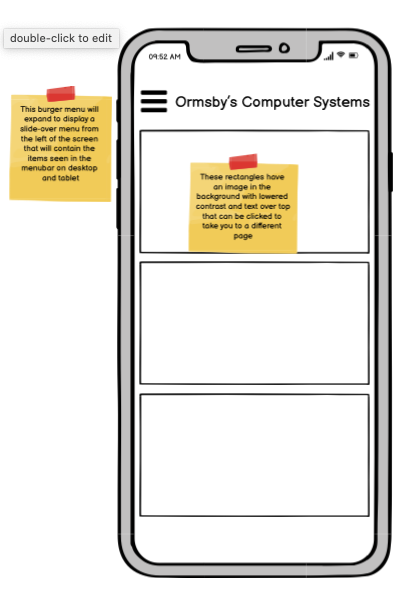 double-click to edit
09:52 AM
Ormsby's Computer Systems
This burger menu will
expand to display a
slide-over menu from
the left of the screen
that will contain the
items seen in the
menubar on desktop
and tablet
These rectangles have
an image in the
background with lowered
contrast and text over top
that can be clicked to
take you to a different
page